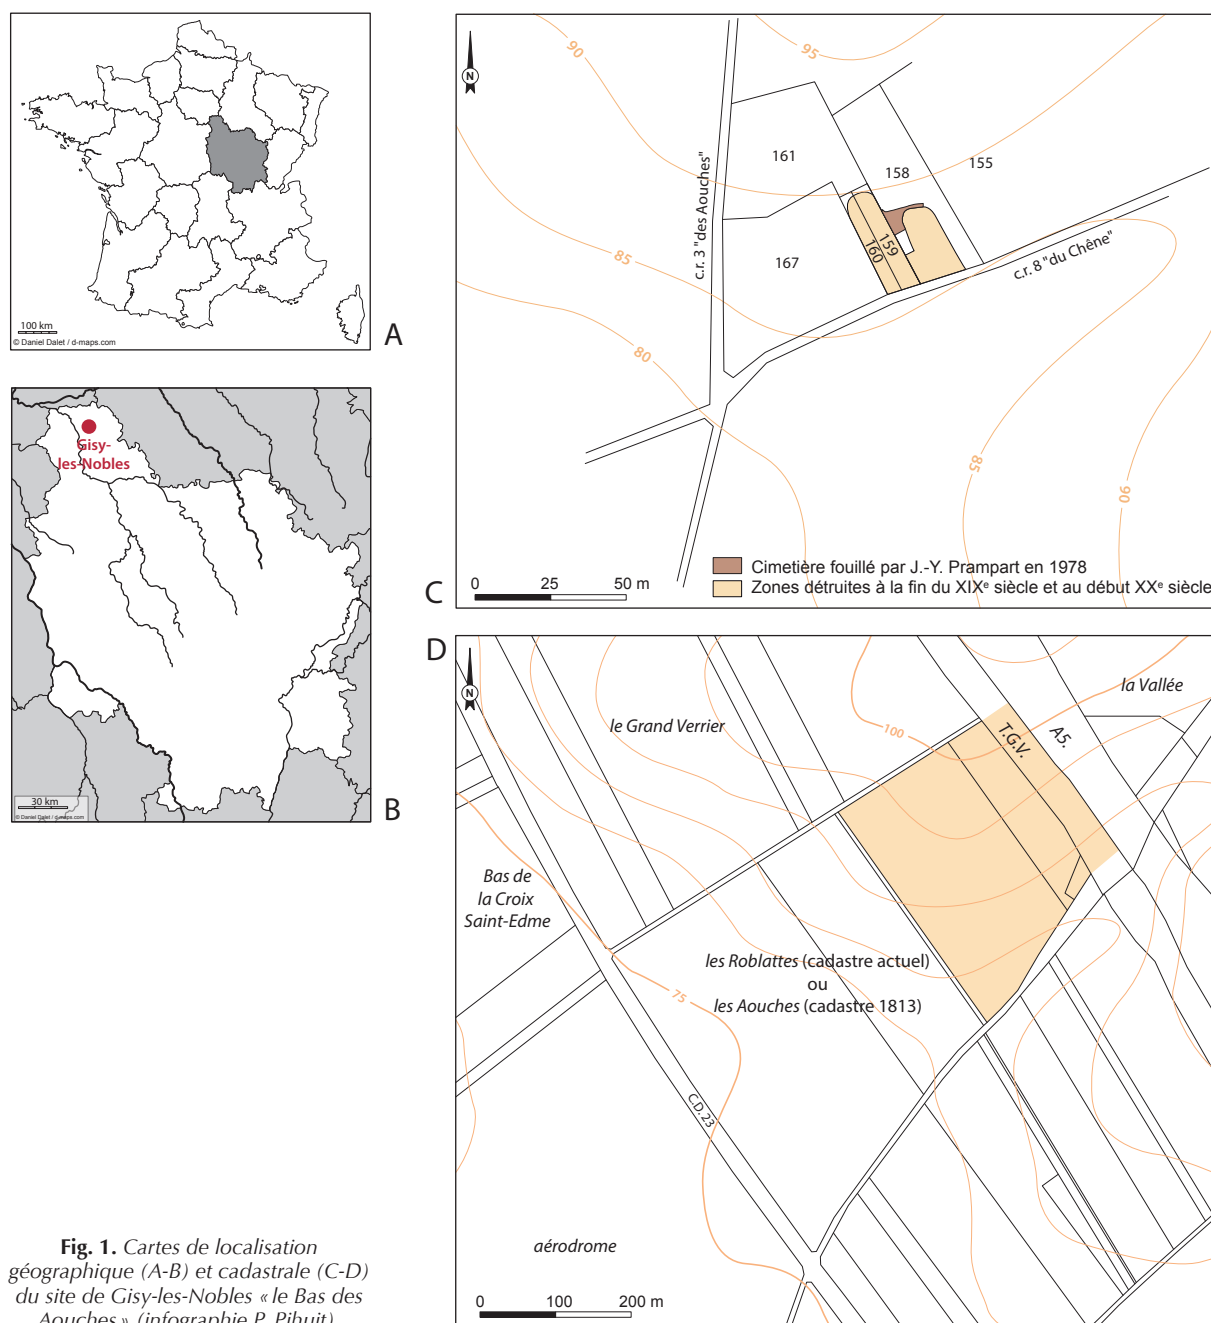 100 km
© Daniel Dalet / d-maps.com
A
Gisy-
les-Nobles
30 km
© Daniel Dalet / d-maps.com
B
N
90
95
161
158
155
c.r. 3 "des Aouches"
159
160
167
85
c.r. 8 "du Chêne"
80
85
90
Cimetière fouillé par J.-Y. Prampart en 1978
Zones détruites à la fin du XIXe siècle et au début XXe siècle
0 25 50 m
C
D
N
le Grand Verrier
la Vallée
100
T.G.V.
A5.
Bas de
la Croix
Saint-Edme
les Roblattes (cadastre actuel)
ou
les Aouches (cadastre 1813)
75
C.D.23
aérodrome
0 100 200 m
Fig. 1. Cartes de localisation
géographique (A-B) et cadastrale (C-D)
du site de Gisy-les-Nobles « le Bas des
Aouches » (infographie P. Pihuit)